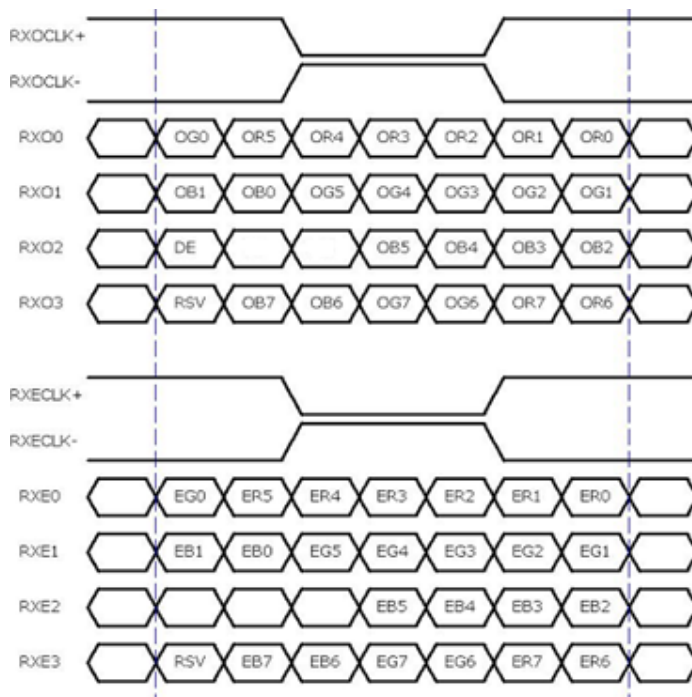 RXOCLK+
RXOCLK-
RXO0 OG0 OR5 OR4 OR3 OR2 OR1 OR0
RXO1 OB1 OB0 OG5 OG4 OG3 OG2 OG1
RXO2 DE OB5 OB4 OB3 OB2
RXO3 RSV OB7 OB6 OG7 OG6 OR7 OR6
RXECLK+
RXECLK-
RXE0 EG0 ER5 ER4 ER3 ER2 ER1 ER0
RXE1 EB1 EB0 EG5 EG4 EG3 EG2 EG1
RXE2 EB5 EB4 EB3 EB2
RXE3 RSV EB7 EB6 EG7 EG6 ER7 ER6